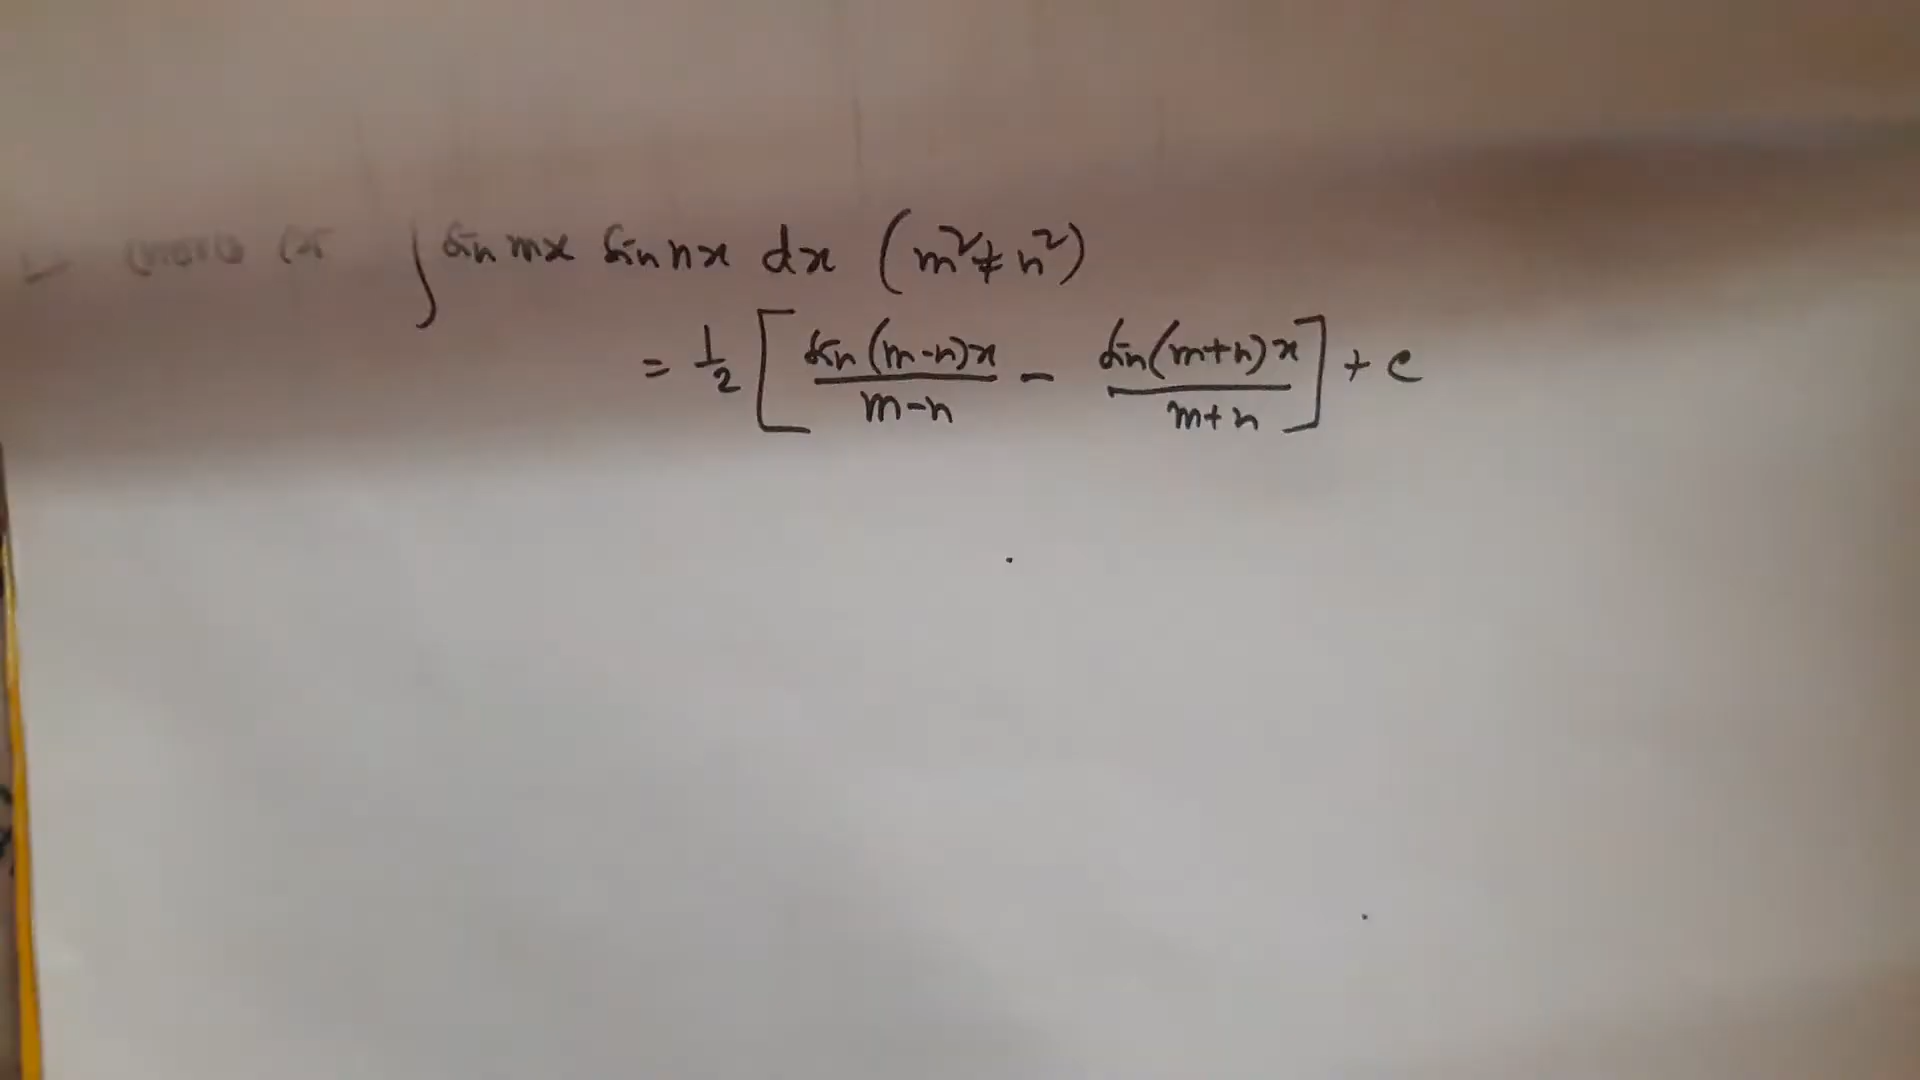 ∫ sin mx sin nx dx (m² ≠ n²)
= 1/2 [ sin (m-n)x / m-n - sin(m+n)x / m+n ] + c